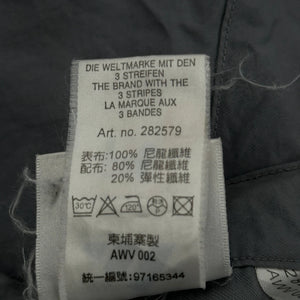 DIE WELTMARKE MIT DEN
3 STREIFEN
THE BRAND WITH THE
3 STRIPES
LA MARQUE AUX
3 BANDES
Art. no. 282579
表布:100% 尼龍纖維
配布: 80% 尼龍纖維
20% 彈性纖維
30°C
120°
柬埔寨製
AWV 002
統一編號:97165344